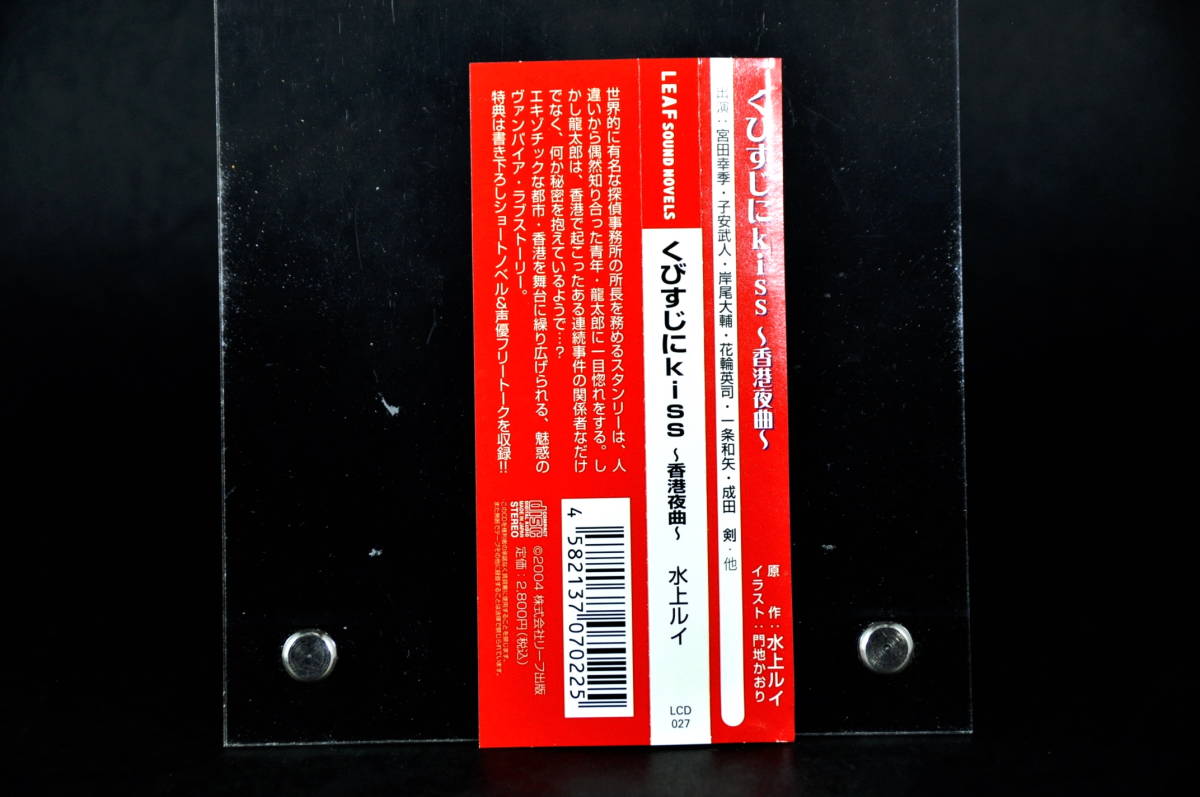 くびすじにkiss ～香港夜曲～
原 作：水上ルイ
イラスト：門地かおり
出演：宮田幸季・子安武人・岸尾大輔・花輪英司・一条和矢・成田 剣・他
LEAF SOUND NOVELS
くびすじにkiss ～香港夜曲～ 水上ルイ
LCD
027
世界的に有名な探偵事務所の所長を務めるスタンリーは、人
違いから偶然知り合った青年・龍太郎に一目惚れをする。し
かし龍太郎は、香港で起こったある連続事件の関係者なだけ
でなく、何か秘密を抱えているようで…？
エキゾチックな都市・香港を舞台に繰り広げられる、魅惑の
ヴァンパイア・ラブストーリー。
特典は書き下ろしショートノベル&声優フリートークを収録!!
4 582137 070225
COMPACT
disc
DIGITAL AUDIO
MADE IN JAPAN
STEREO
©2004 株式会社リーフ出版
定価：2,800円（税込）